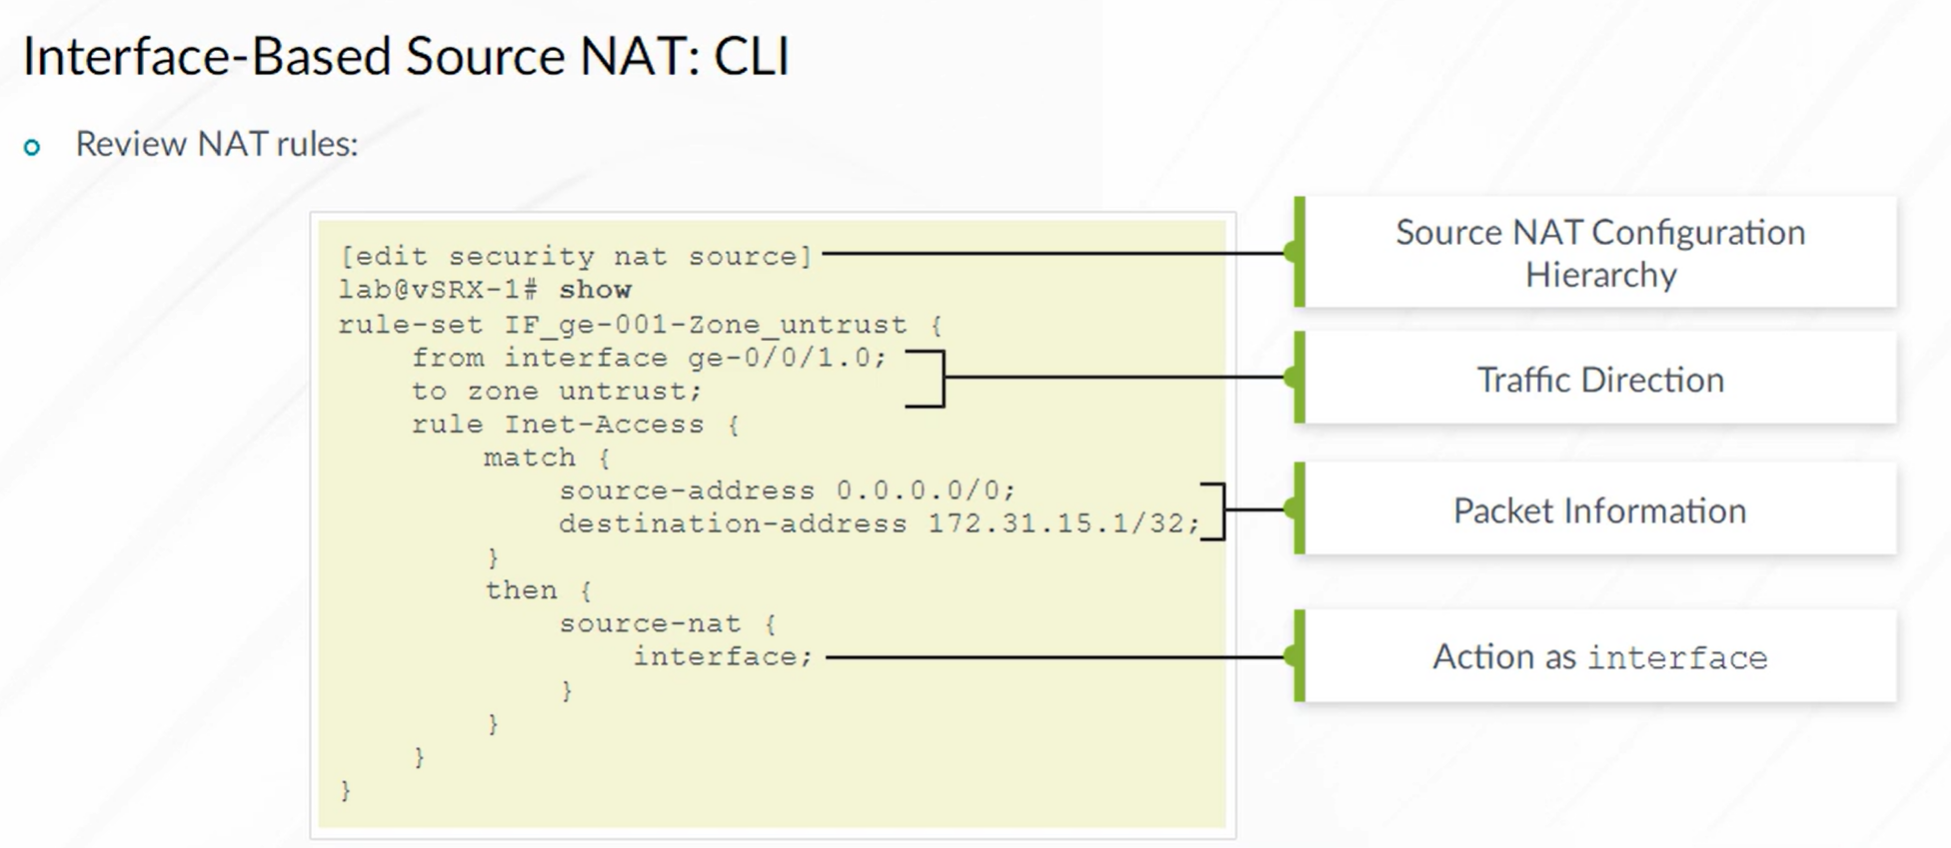 Interface-Based Source NAT: CLI
Review NAT rules:
[edit security nat source]
lab@vSRX-1# show
rule-set IF_ge-001-Zone_untrust {
from interface ge-0/0/1.0;
to zone untrust;
rule Inet-Access {
match {
source-address 0.0.0.0/0;
destination-address 172.31.15.1/32;
}
then {
source-nat {
interface;
}
}
}
}
Source NAT Configuration
Hierarchy
Traffic Direction
Packet Information
Action as interface